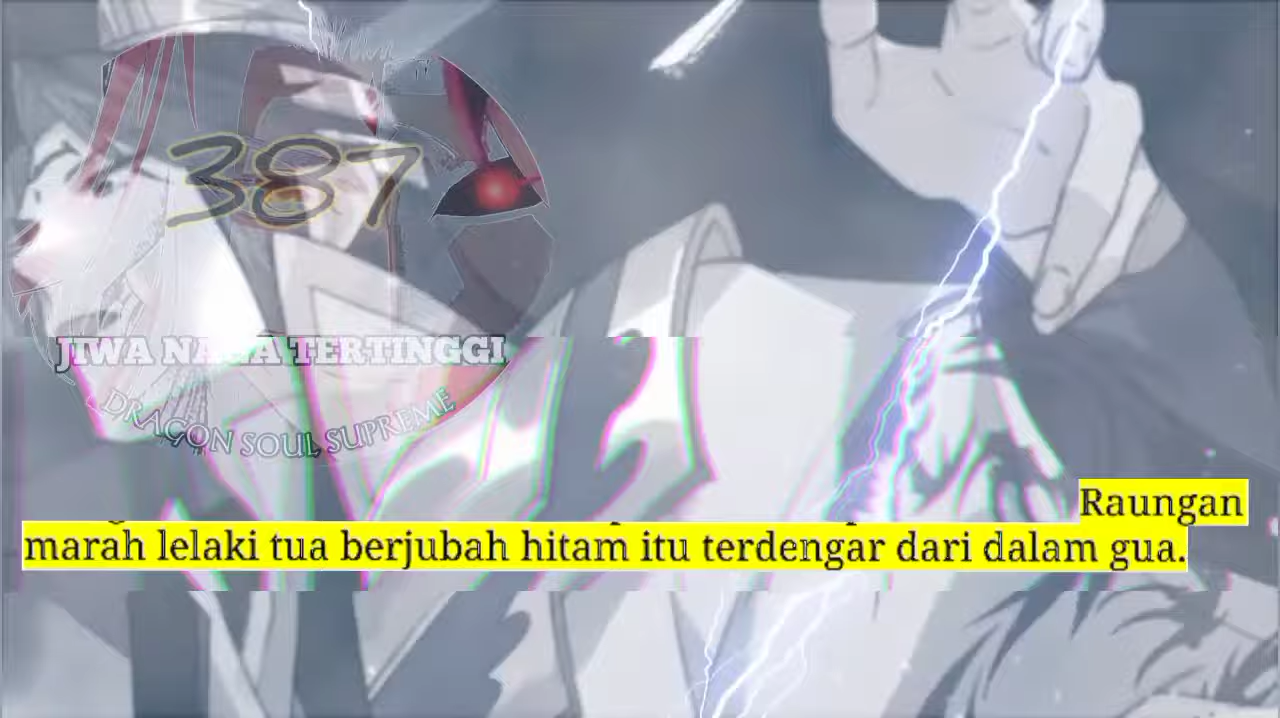 387
JIWA NAGA TERTINGGI
DRAGON SOUL SUPREME
Raungan
marah lelaki tua berjubah hitam itu terdengar dari dalam gua.